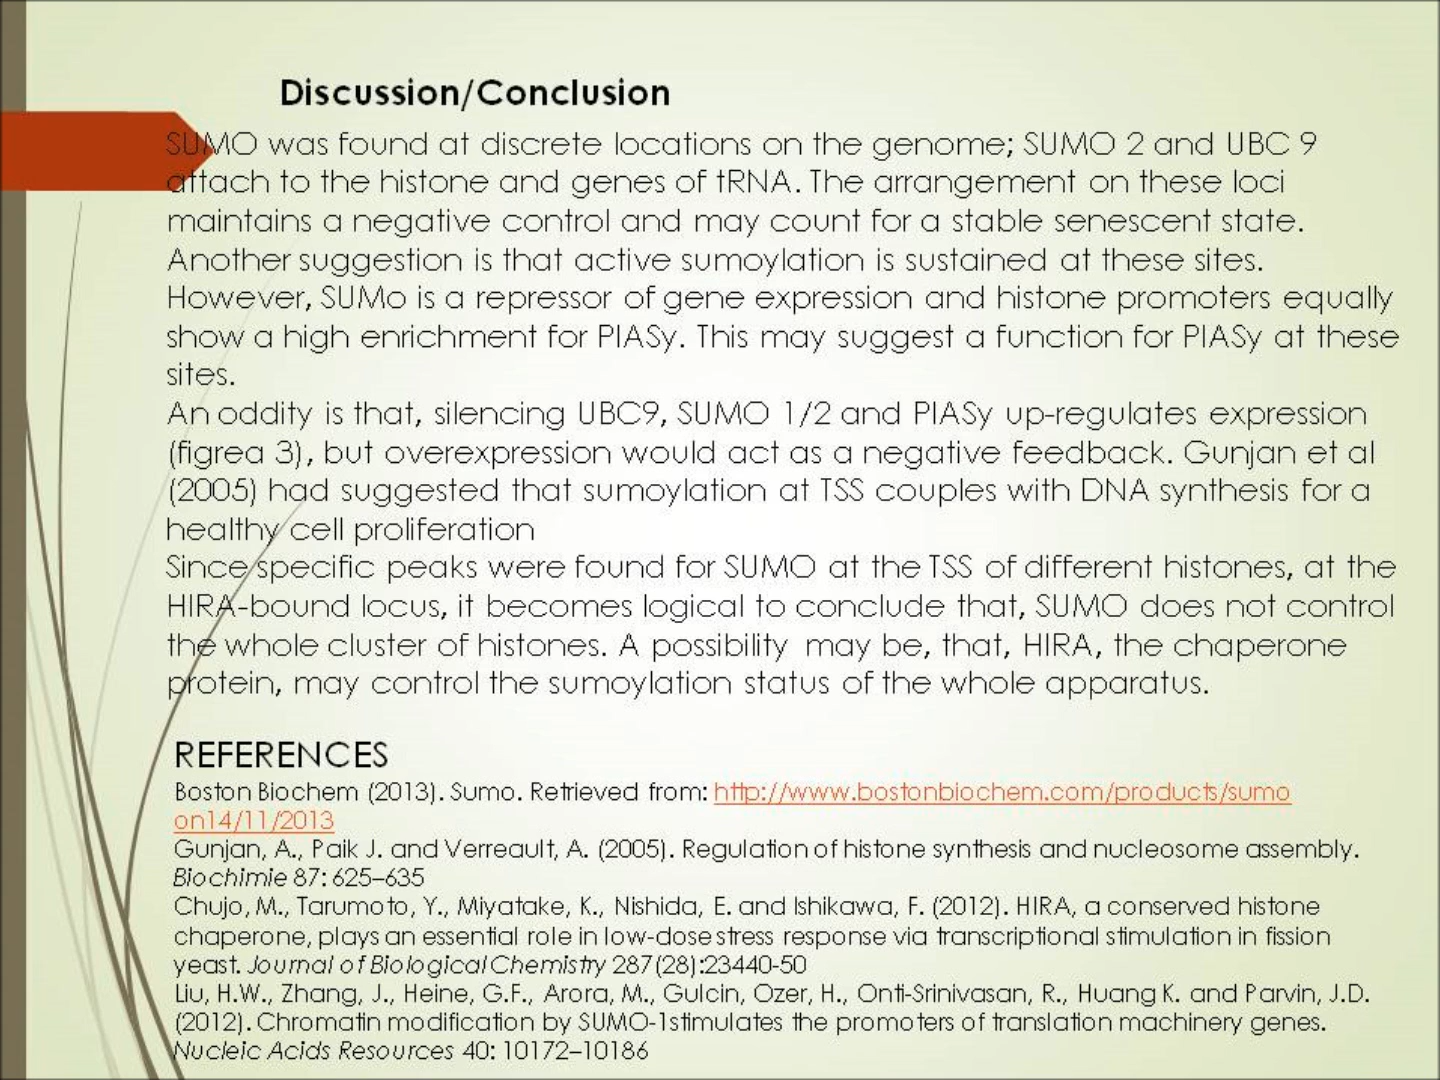 Discussion/Conclusion
SUMO was found at discrete locations on the genome; SUMO 2 and UBC 9
attach to the histone and genes of tRNA. The arrangement on these loci
maintains a negative control and may count for a stable senescent state.
Another suggestion is that active sumoylation is sustained at these sites.
However, SUMo is a repressor of gene expression and histone promoters equally
show a high enrichment for PIASy. This may suggest a function for PIASy at these
sites.
An oddity is that, silencing UBC9, SUMO 1/2 and PIASy up-regulates expression
(figrea 3), but overexpression would act as a negative feedback. Gunjan et al
(2005) had suggested that sumoylation at TSS couples with DNA synthesis for a
healthy cell proliferation
Since specific peaks were found for SUMO at the TSS of different histones, at the
HIRA-bound locus, it becomes logical to conclude that, SUMO does not control
the whole cluster of histones. A possibility may be, that, HIRA, the chaperone
protein, may control the sumoylation status of the whole apparatus.
REFERENCES
Boston Biochem (2013). Sumo. Retrieved from: http://www.bostonbiochem.com/products/sumo
on14/11/2013
Gunjan, A., Paik J. and Verreault, A. (2005). Regulation of histone synthesis and nucleosome assembly.
Biochimie 87: 625–635
Chujo, M., Tarumoto, Y., Miyatake, K., Nishida, E. and Ishikawa, F. (2012). HIRA, a conserved histone
chaperone, plays an essential role in low-dose stress response via transcriptional stimulation in fission
yeast. Journal of Biological Chemistry 287(28):23440-50
Liu, H.W., Zhang, J., Heine, G.F., Arora, M., Gulcin, Ozer, H., Onti-Srinivasan, R., Huang K. and Parvin, J.D.
(2012). Chromatin modification by SUMO-1stimulates the promoters of translation machinery genes.
Nucleic Acids Resources 40: 10172–10186